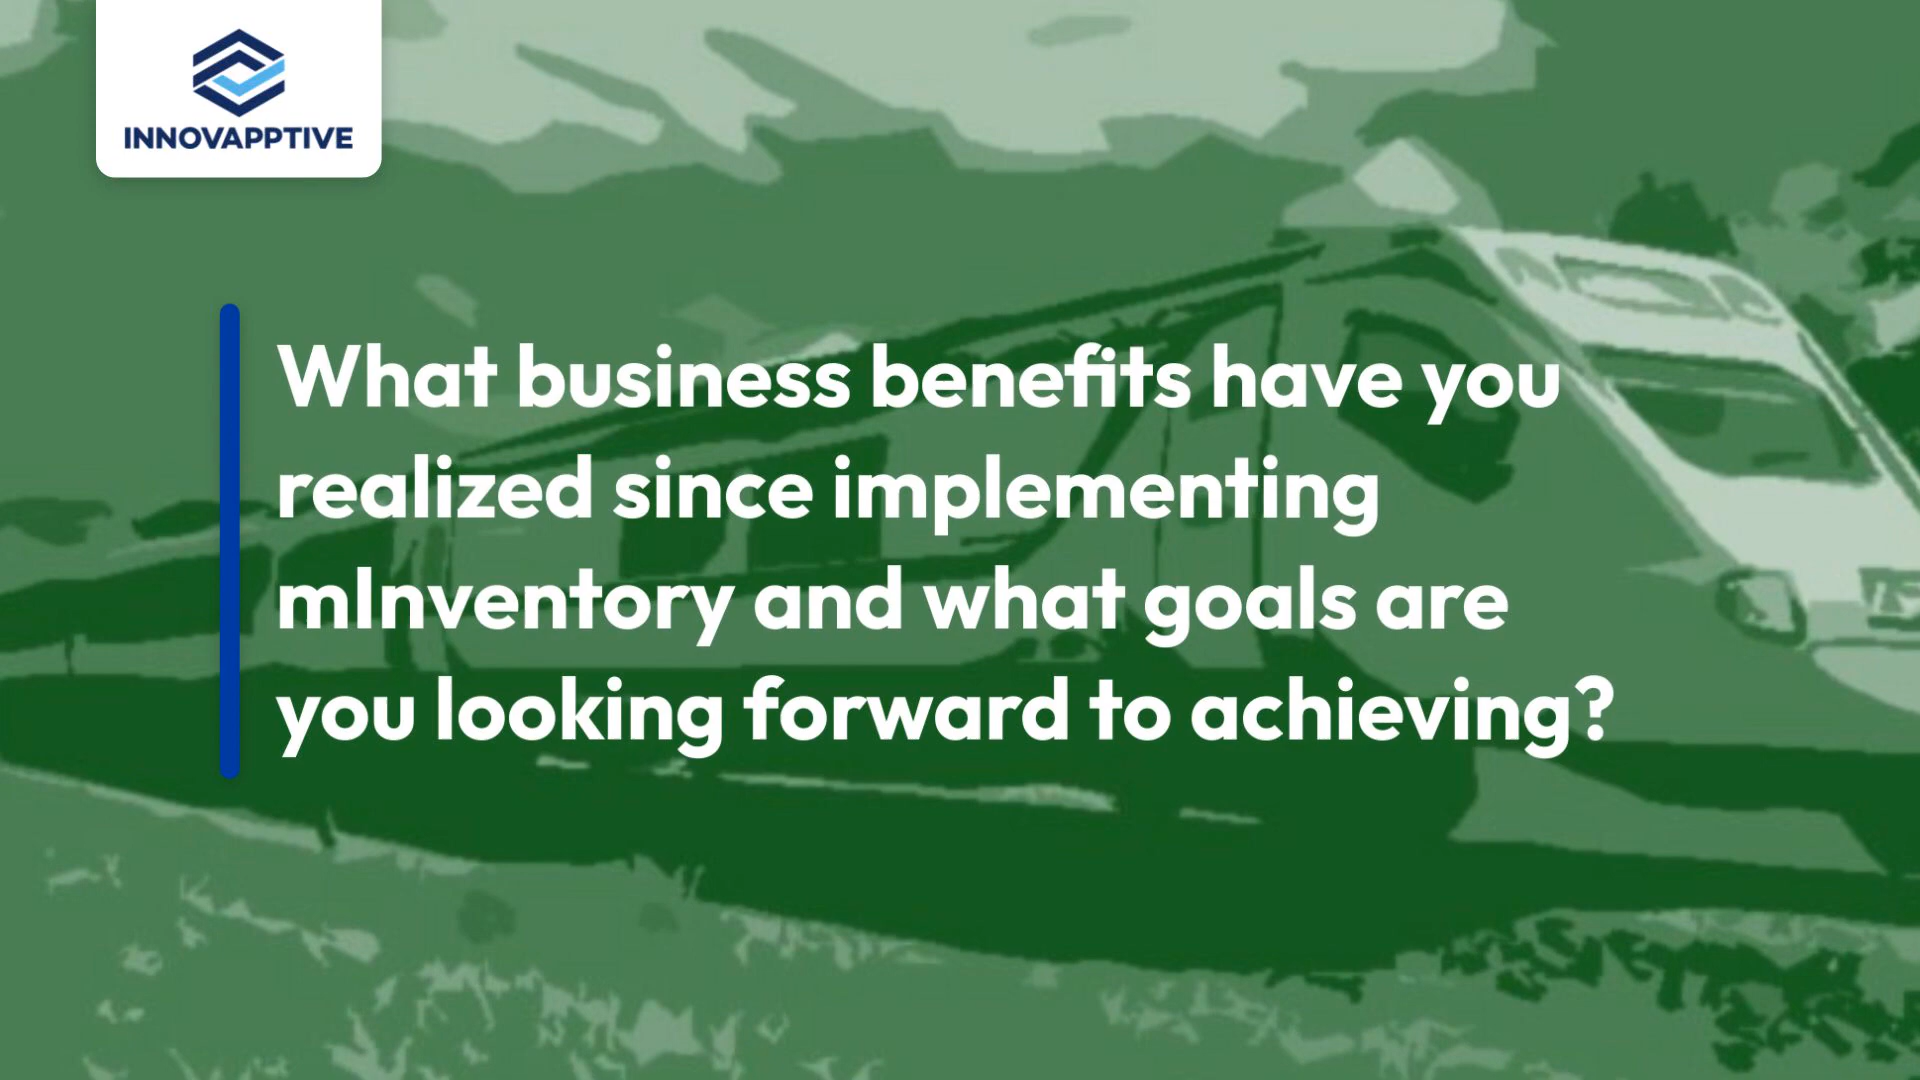 INNOVAPPTIVE
What business benefits have you
realized since implementing
mInventory and what goals are
you looking forward to achieving?